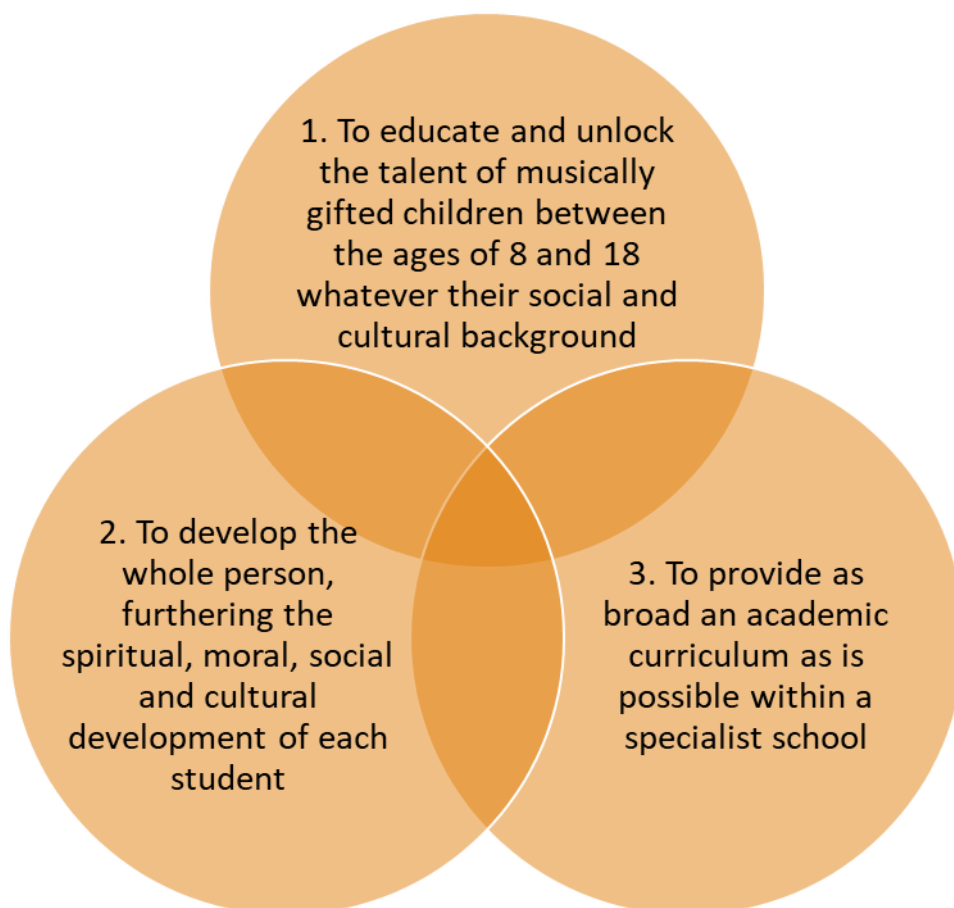 1. To educate and unlock
the talent of musically
gifted children between
the ages of 8 and 18
whatever their social and
cultural background
2. To develop the
whole person,
furthering the
spiritual, moral, social
and cultural
development of each
student
3. To provide as
broad an academic
curriculum as is
possible within a
specialist school